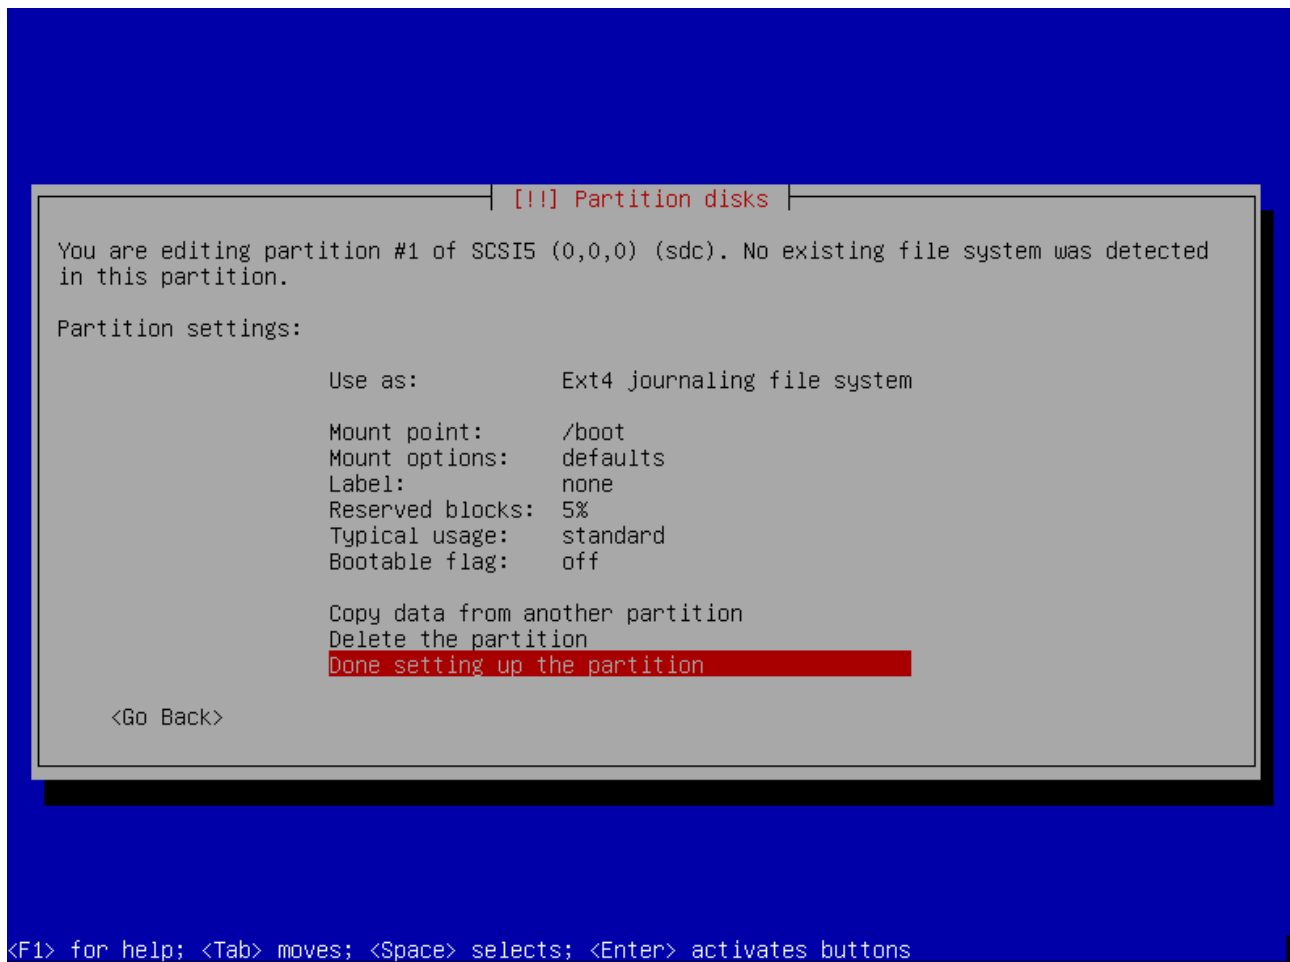 [!!] Partition disks
You are editing partition #1 of SCSI5 (0,0,0) (sdc). No existing file system was detected
in this partition.
Partition settings:
Use as: Ext4 journaling file system
Mount point: /boot
Mount options: defaults
Label: none
Reserved blocks: 5%
Typical usage: standard
Bootable flag: off
Copy data from another partition
Delete the partition
Done setting up the partition
<Go Back>
<F1> for help; <Tab> moves; <Space> selects; <Enter> activates buttons